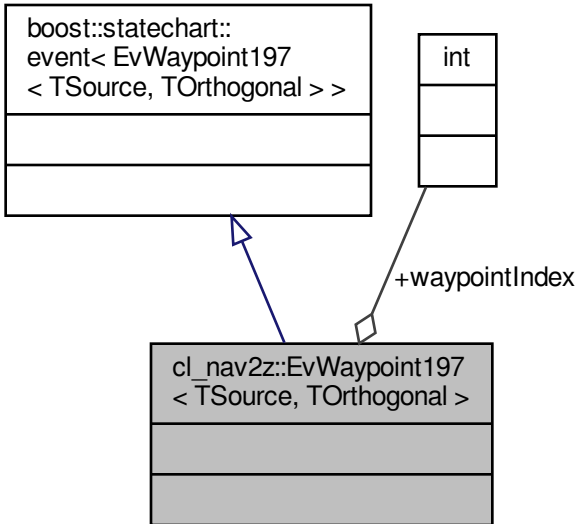 boost::statechart::
event< EvWaypoint197
< TSource, TOrthogonal > >
int
+waypointIndex
cl_nav2z::EvWaypoint197
< TSource, TOrthogonal >